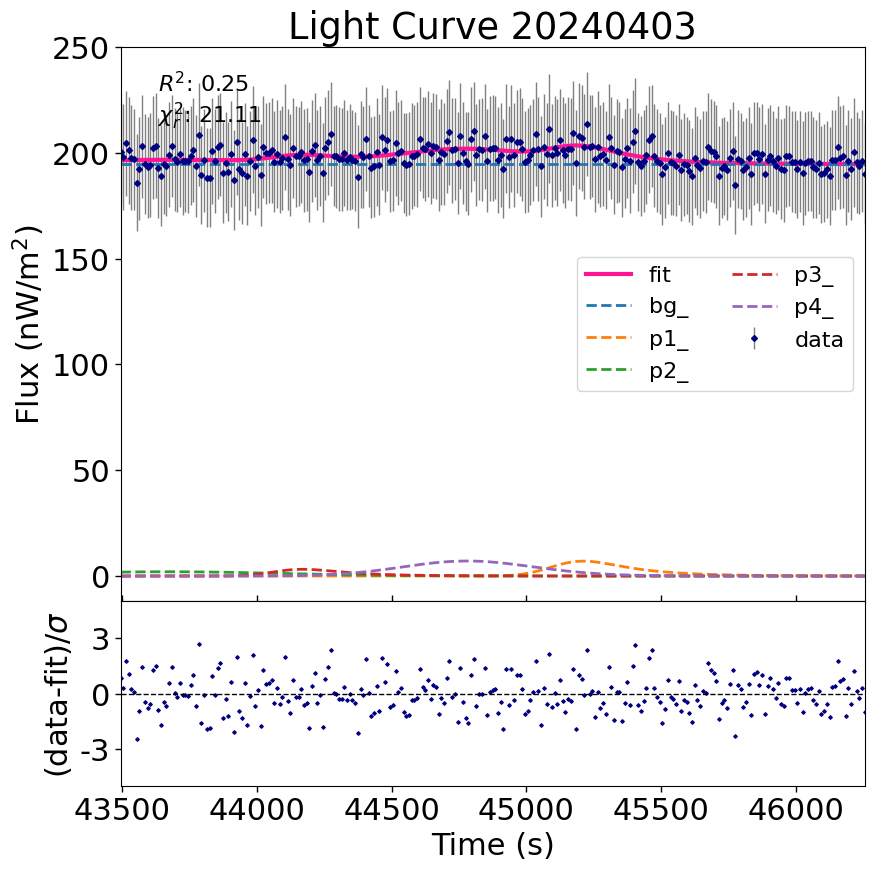 Light Curve 20240403
R²: 0.25
χ²ᵣ: 21.11
Flux (nW/m²)
250
200
150
100
50
0
fit
bg_
p1_
p2_
p3_
p4_
data
(data-fit)/σ
3
0
-3
43500 44000 44500 45000 45500 46000
Time (s)